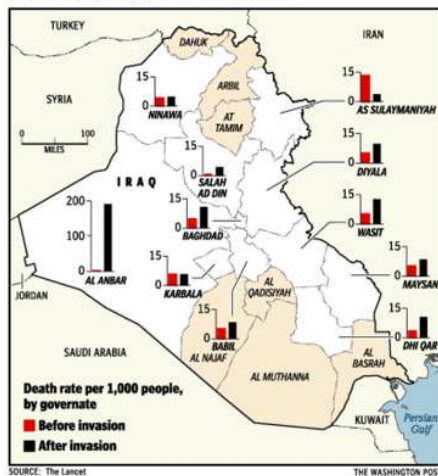 TURKEY
IRAN
DAHUK
15
0
NINAWA
ARBIL
15
0
AS SULAYMANIYAH
SYRIA
AT
TAMIM
0
100
MILES
15
0
SALAH
AD DIN
15
0
DIYALA
IRAQ
15
0
BAGHDAD
15
0
WASIT
200
100
0
AL ANBAR
15
0
KARBALA
15
0
MAYSAN
JORDAN
AL
QADISIYAH
15
0
BABIL
AL NAJAF
15
0
DHI QAR
SAUDI ARABIA
AL MUTHANNA
AL
BASRAH
Death rate per 1,000 people,
by governate
Before invasion
After invasion
KUWAIT
Persian
Gulf
SOURCE: The Lancet
THE WASHINGTON POS